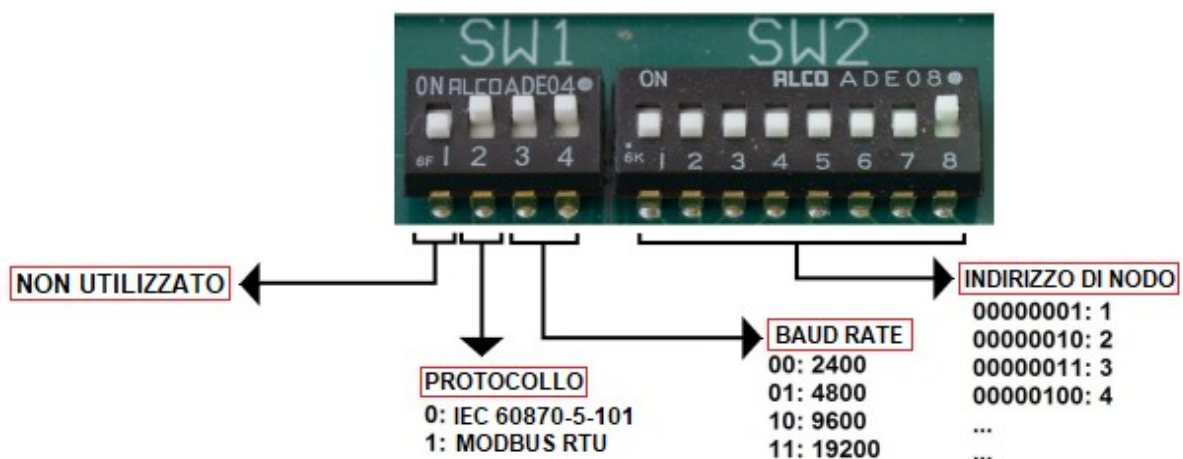 SW1 SW2
ON ALCO ADE04
ON ALCO ADE08
6F 1 2 3 4
6K 1 2 3 4 5 6 7 8
NON UTILIZZATO
PROTOCOLLO
0: IEC 60870-5-101
1: MODBUS RTU
BAUD RATE
00: 2400
01: 4800
10: 9600
11: 19200
INDIRIZZO DI NODO
00000001: 1
00000010: 2
00000011: 3
00000100: 4
...
...